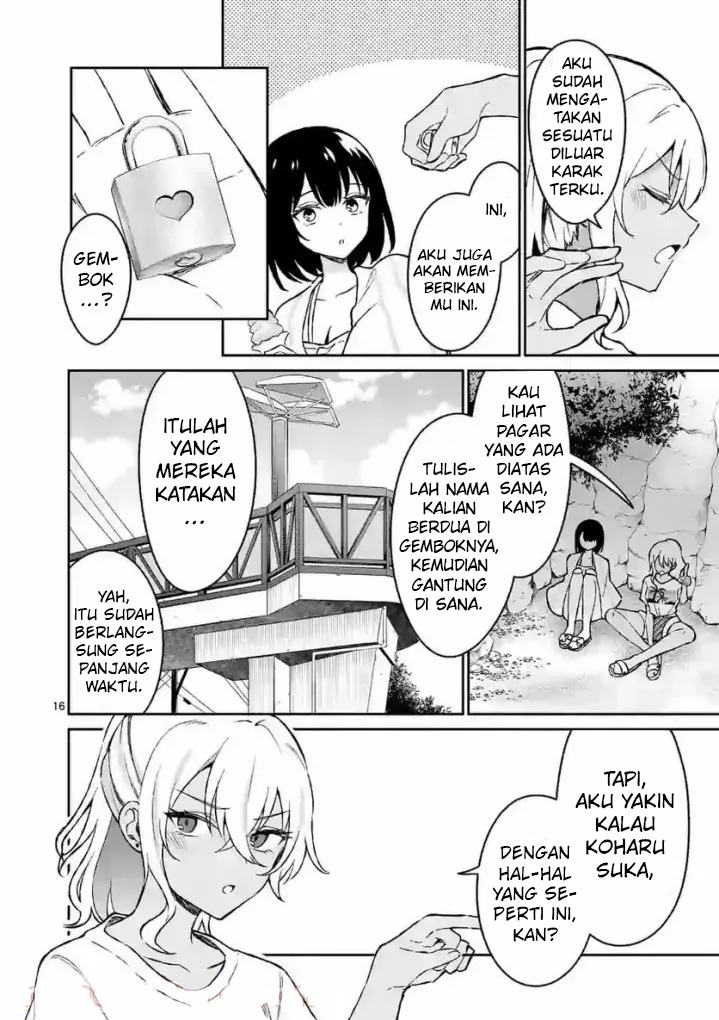 AKU
SUDAH
MENGA-
TAKAN
SESUATU
DILUAR
KARAK
TERKU.
INI,
AKU JUGA
AKAN MEM-
BERIKAN
MU INI.
GEM-
BOK
...?
KAU
LIHAT
PAGAR
YANG ADA
DIATAS
SANA,
KAN?
TULIS-
LAH NAMA
KALIAN
BERDUA DI
GEMBOKNYA,
KEMUDIAN
GANTUNG
DI SANA.
ITULAH
YANG
MEREKA
KATAKAN
...
YAH,
ITU SUDAH
BERLANG-
SUNG SE-
PANJANG
WAKTU.
16
TAPI,
AKU YAKIN
KALAU
KOHARU
SUKA,
DENGAN
HAL-HAL
YANG SE-
PERTI INI,
KAN?